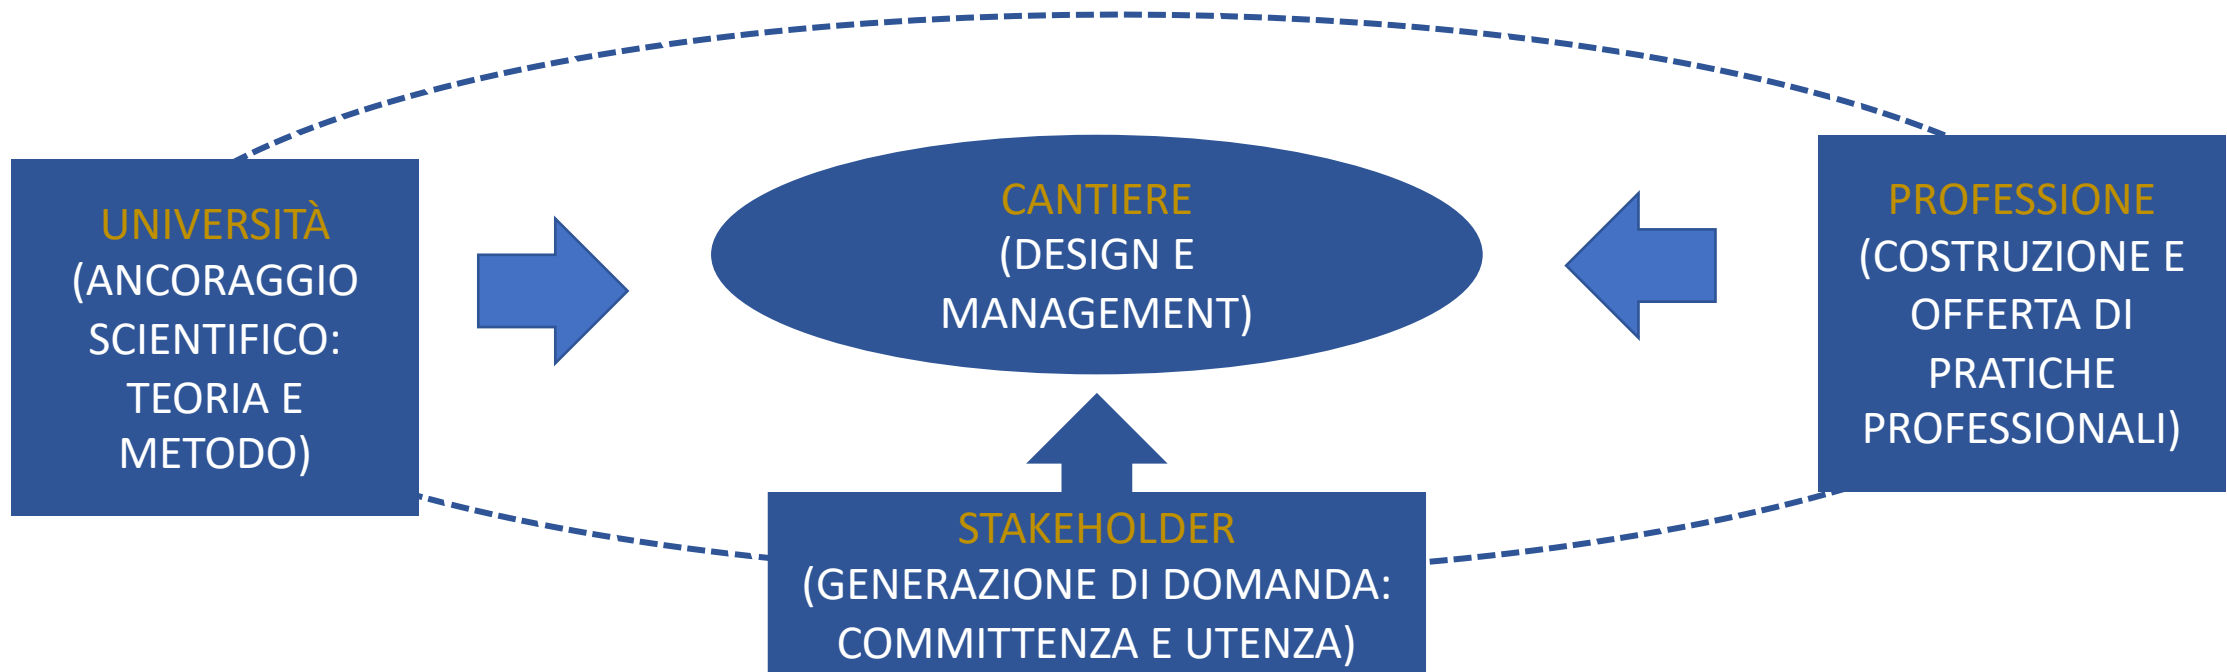 UNIVERSITÀ
(ANCORAGGIO
SCIENTIFICO:
TEORIA E
METODO)
CANTIERE
(DESIGN E
MANAGEMENT)
PROFESSIONE
(COSTRUZIONE E
OFFERTA DI
PRATICHE
PROFESSIONALI)
STAKEHOLDER
(GENERAZIONE DI DOMANDA:
COMMITTENZA E UTENZA)